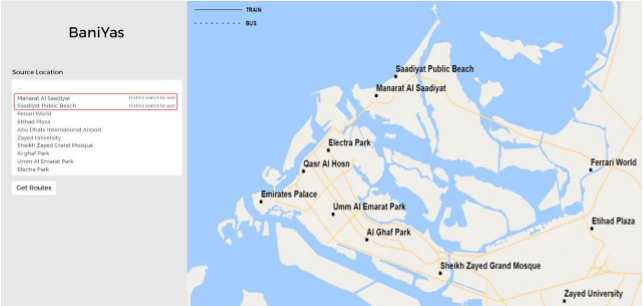 BaniYas
Source Location
...
Manarat Al Saadiyat History search by user
Saadiyat Public Beach History search by user
Ferrari World
Etihad Plaza
Abu Dhabi International Airport
Zayed University
Sheikh Zayed Grand Mosque
Al ghaf Park
Umm Al Emarat Park
Electra Park
Get Routes
TRAIN
BUS
Saadiyat Public Beach
Manarat Al Saadiyat
Electra Park
Qasr Al Hosn
Ferrari World
Emirates Palace
Umm Al Emarat Park
Etihad Plaza
Al Ghaf Park
Sheikh Zayed Grand Mosque
Zayed University